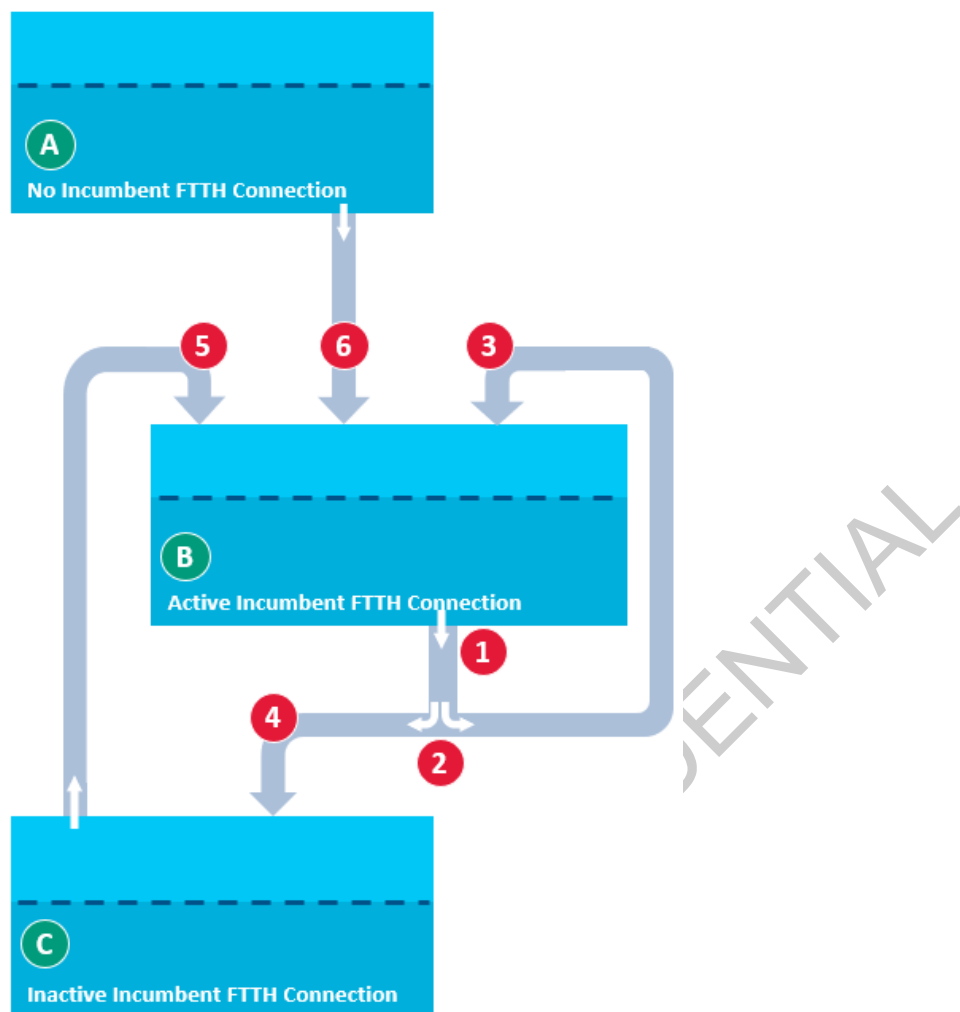 A
No Incumbent FTTH Connection
5
6
3
B
Active Incumbent FTTH Connection
1
4
2
C
Inactive Incumbent FTTH Connection